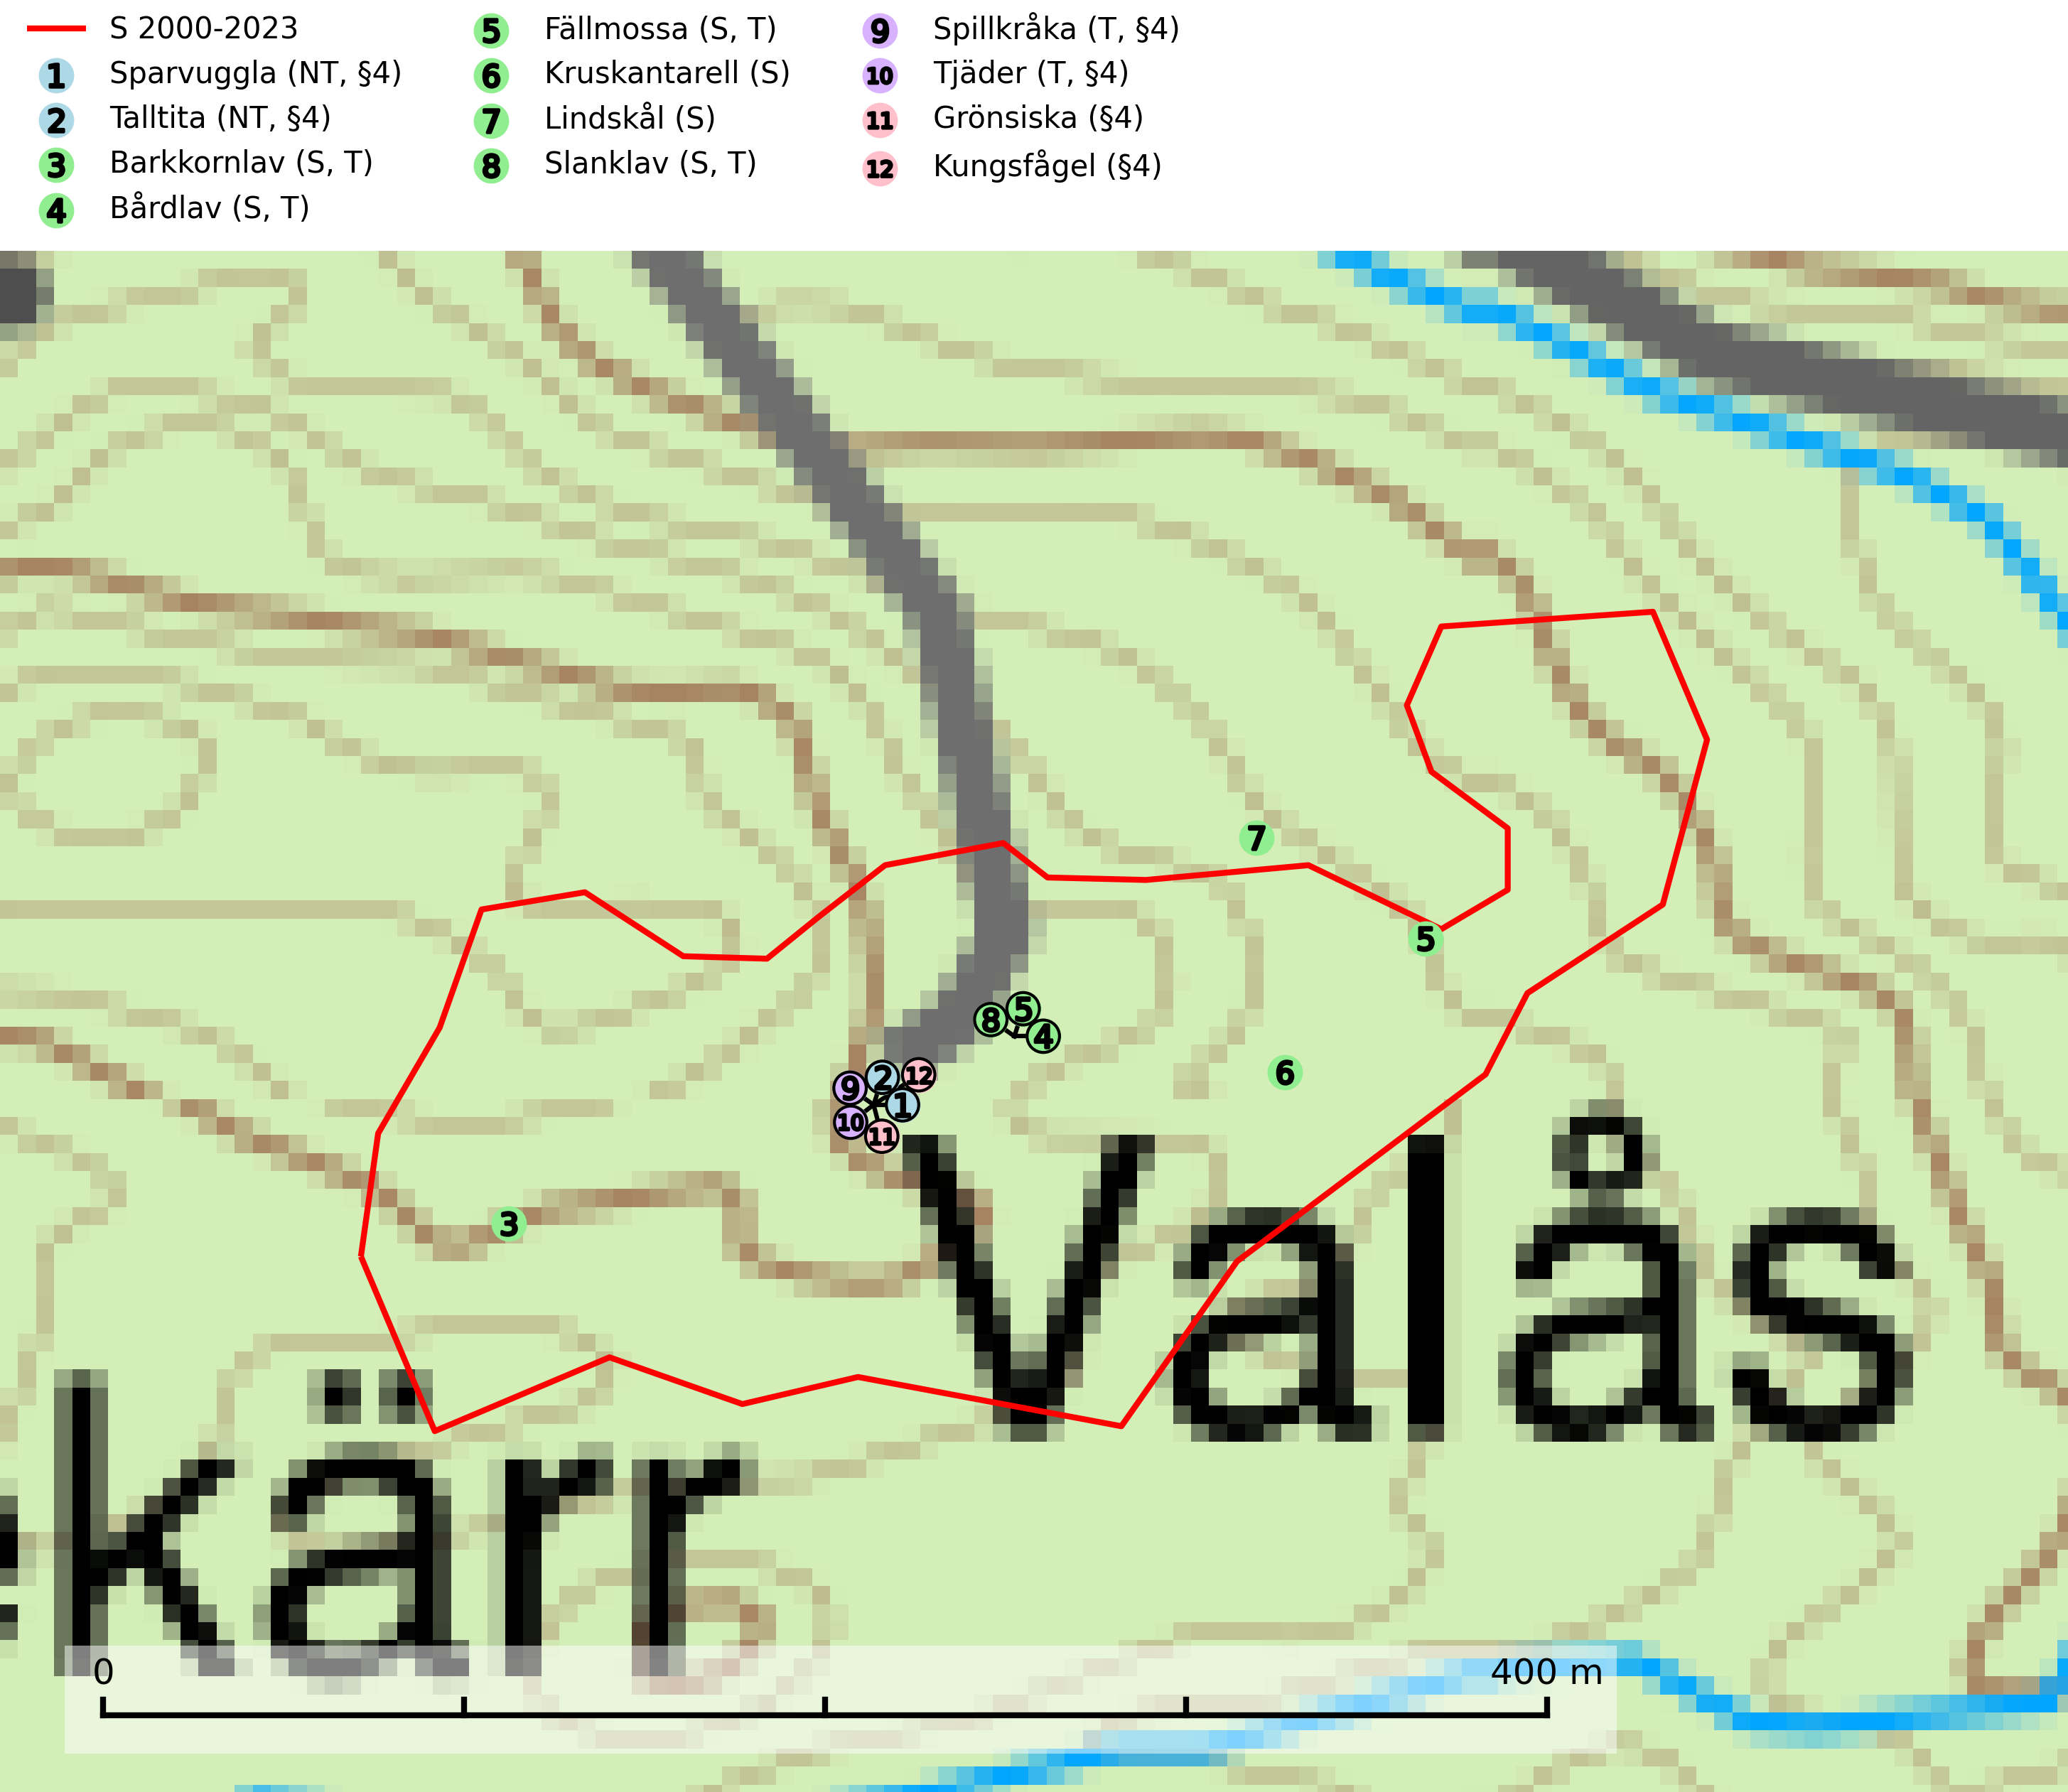 S 2000-2023
1 Sparvuggla (NT, §4)
2 Talltita (NT, §4)
3 Barkkornlav (S, T)
4 Bårdlav (S, T)
5 Fällmossa (S, T)
6 Kruskantarell (S)
7 Lindskål (S)
8 Slanklav (S, T)
9 Spillkråka (T, §4)
10 Tjäder (T, §4)
11 Grönsiska (§4)
12 Kungsfågel (§4)
7
5
8 5 4
6
9 2 12
1
10 11
3
Valås
kärr
0 400 m